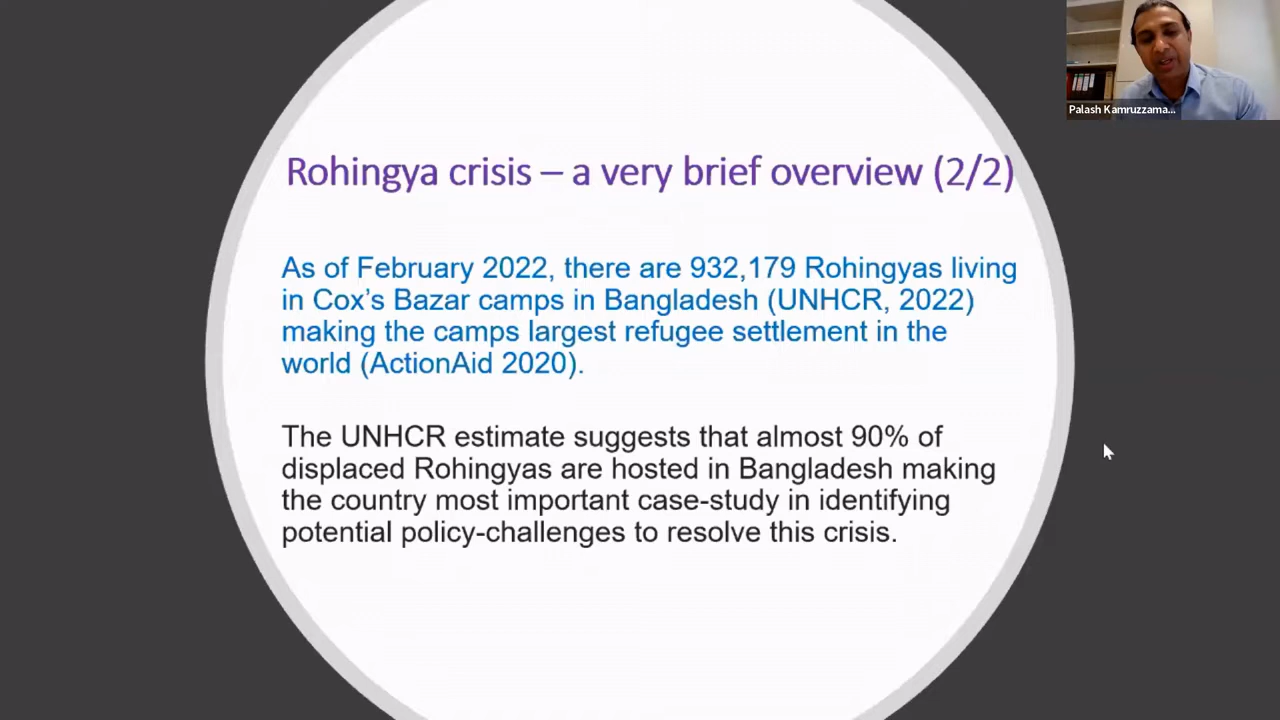 Palash Kamruzzama...
Rohingya crisis – a very brief overview (2/2)
As of February 2022, there are 932,179 Rohingyas living
in Cox’s Bazar camps in Bangladesh (UNHCR, 2022)
making the camps largest refugee settlement in the
world (ActionAid 2020).
The UNHCR estimate suggests that almost 90% of
displaced Rohingyas are hosted in Bangladesh making
the country most important case-study in identifying
potential policy-challenges to resolve this crisis.